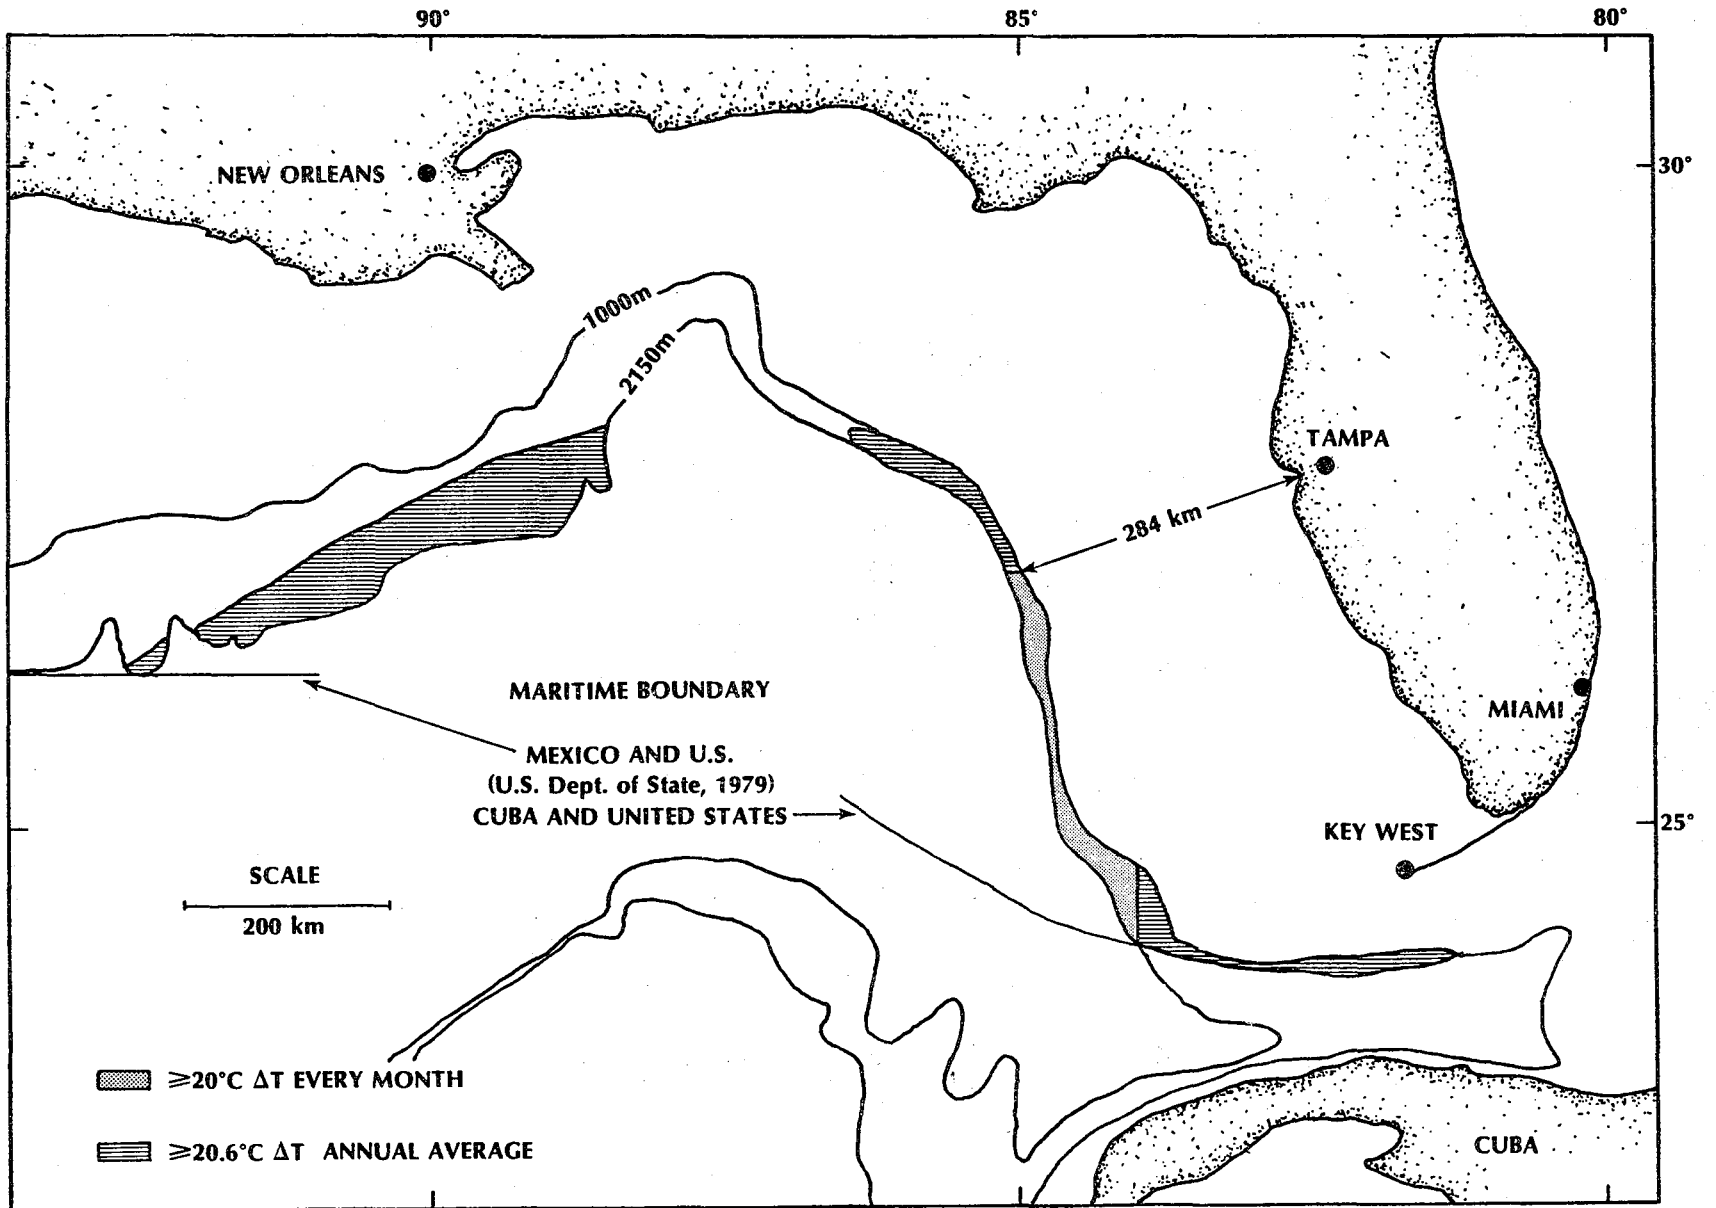 90°
85°
80°
NEW ORLEANS
30°
1000m
2150m
TAMPA
284 km
MARITIME BOUNDARY
MIAMI
MEXICO AND U.S.
(U.S. Dept. of State, 1979)
CUBA AND UNITED STATES
25°
KEY WEST
SCALE
200 km
≥20°C ΔT EVERY MONTH
≥20.6°C ΔT ANNUAL AVERAGE
CUBA